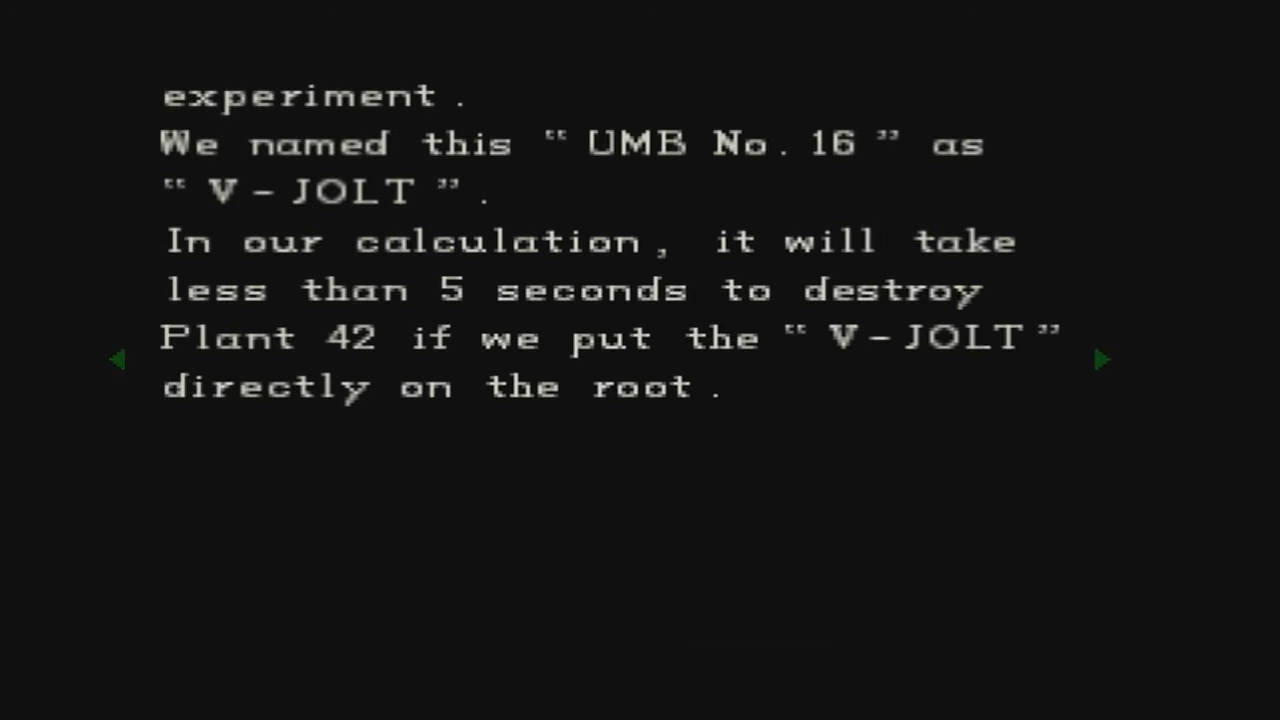 experiment.
We named this “UMB No.16” as
“V-JOLT”.
In our calculation, it will take
less than 5 seconds to destroy
Plant 42 if we put the “V-JOLT”
directly on the root.